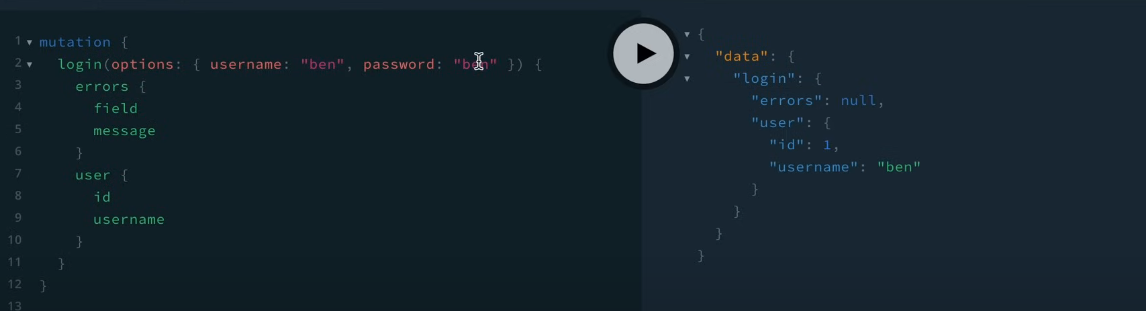 1 mutation {
2 login(options: { username: "ben", password: "ben" }) {
3 errors {
4 field
5 message
6 }
7 user {
8 id
9 username
10 }
11 }
12 }
13
{
"data": {
"login": {
"errors": null,
"user": {
"id": 1,
"username": "ben"
}
}
}
}